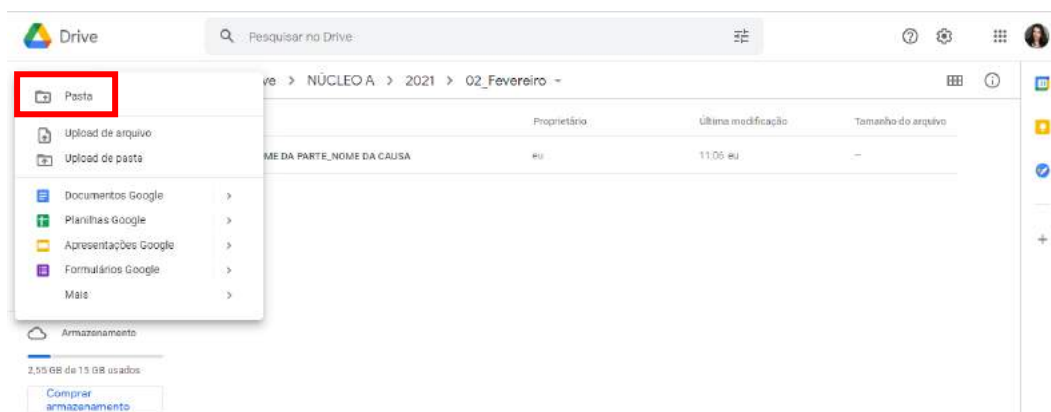 Drive
Pesquisar no Drive
Pasta
NÚCLEO A > 2021 > 02_Fevereiro
Proprietário Última modificação Tamanho do arquivo
Upload de arquivo
Upload de pasta
ME DA PARTE_NOME DA CAUSA eu 11:06 eu —
Documentos Google >
Planilhas Google >
Apresentações Google >
Formulários Google >
Mais >
Armazenamento
2,55 GB de 15 GB usados
Comprar
armazenamento